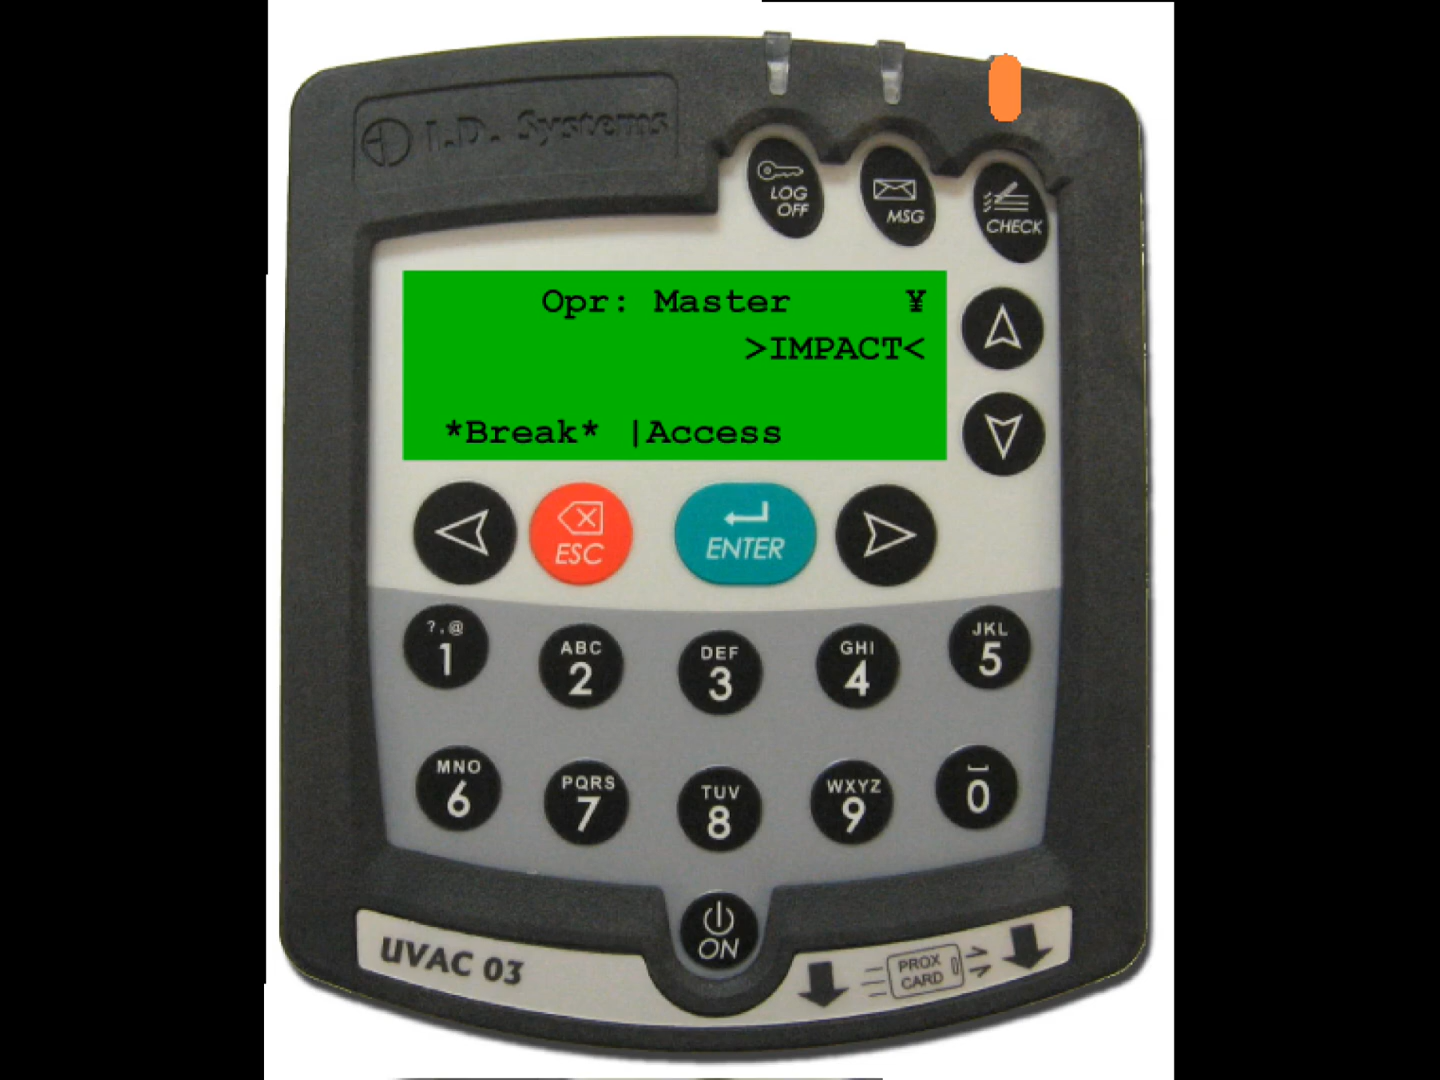 I.D. Systems
LOG
OFF
MSG
CHECK
Opr: Master ¥
>IMPACT<
*Break* |Access
ESC
ENTER
?,@
1
ABC
2
DEF
3
GHI
4
JKL
5
MNO
6
PQRS
7
TUV
8
WXYZ
9
0
ON
UVAC 03
PROX
CARD